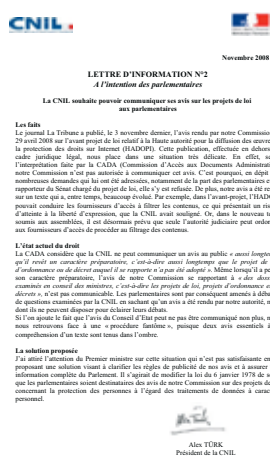 CNIL.
Novembre 2008
LETTRE D'INFORMATION N°2
A l'intention des parlementaires
La CNIL souhaite pouvoir communiquer ses avis sur les projets de loi
aux parlementaires
Les faits
Le journal La Tribune a publié, le 3 novembre dernier, l'avis rendu par notre Commissio
29 avril 2008 sur l'avant projet de loi relatif à la Haute autorité pour la diffusion des œuvre
la protection des droits sur Internet (HADOPI). Cette publication, effectuée en dehors
cadre juridique légal, nous place dans une situation très délicate. En effet, se
l'interprétation faite par la CADA (Commission d'Accès aux Documents Administrati
notre Commission n'est pas autorisée à communiquer cet avis. C'est pourquoi, en dépit
nombreuses demandes qui lui ont été adressées, notamment de la part des parlementaires e
rapporteur du Sénat chargé du projet de loi, elle s'y est refusée. De plus, notre avis a été re
sur un texte qui a, entre temps, beaucoup évolué. Par exemple, dans l'avant-projet, l'HADO
pouvait conduire les fournisseurs d'accès à filtrer les contenus, ce qui présentait un ris
d'atteinte à la liberté d'expression, que la CNIL avait souligné. Or, dans le nouveau te
soumis aux assemblées, il est désormais prévu que seule l'autorité judiciaire peut ordor
aux fournisseurs d'accès de procéder au filtrage des contenus.
L'état actuel du droit
La CADA considère que la CNIL ne peut communiquer un avis au public « aussi longte
qu'il revêt un caractère préparatoire, c'est-à-dire aussi longtemps que le projet de
d'ordonnance ou de décret auquel il se rapporte n'a pas été adopté ». Même lorsqu'il a pe
son caractère préparatoire, l'avis de notre Commission se rapportant à « des doss
examinés en conseil des ministres, c'est-à-dire les projets de loi, projets d'ordonnance e
décrets », n'est pas communicable. Les parlementaires sont par conséquent amenés à déba
de questions examinées par la CNIL en sachant qu'un avis a été rendu par notre autorité, m
dont ils ne peuvent disposer pour éclairer leurs débats.
Si l'on ajoute le fait que l'avis du Conseil d'Etat peut ne pas être communiqué non plus, n
nous retrouvons face à une « procédure fantôme », puisque deux avis essentiels à
compréhension d'un texte sont tenus dans l'ombre.
La solution proposée
J'ai attiré l'attention du Premier ministre sur cette situation qui n'est pas satisfaisante en
proposant une solution visant à clarifier les règles de publicité de nos avis et à assurer
information complète du Parlement. Il s'agirait de modifier la loi du 6 janvier 1978 de s
que les parlementaires soient destinataires des avis de notre Commission sur des projets de
concernant la protection des personnes à l'égard des traitements de données à carac
personnel.
Alex TÜRK
Président de la CNIL